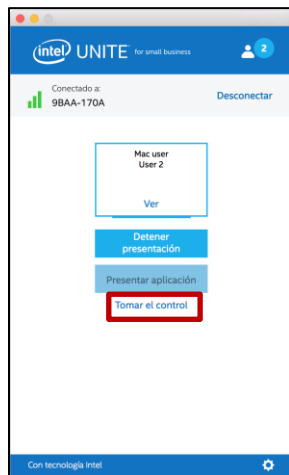 intel UNITE for small business
2
Conectado a:
9BAA-170A
Desconectar
Mac user
User 2
Ver
Detener
presentación
Presentar aplicación
Tomar el control
Con tecnología Intel